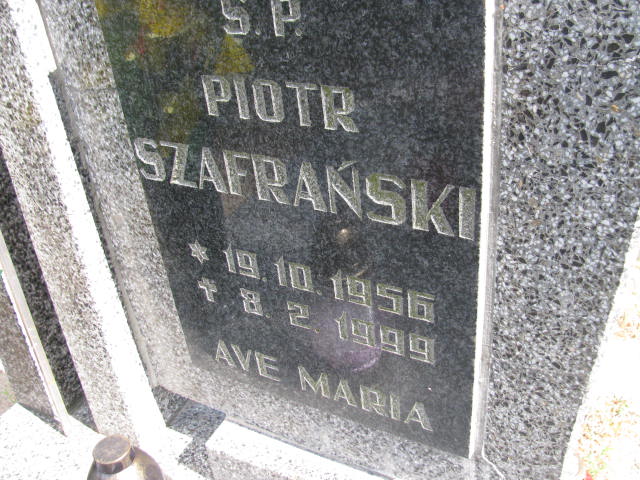 Ś.P.
PIOTR
SZAFRAŃSKI
* 19.10.1956
† 8.2.1999
AVE MARIA